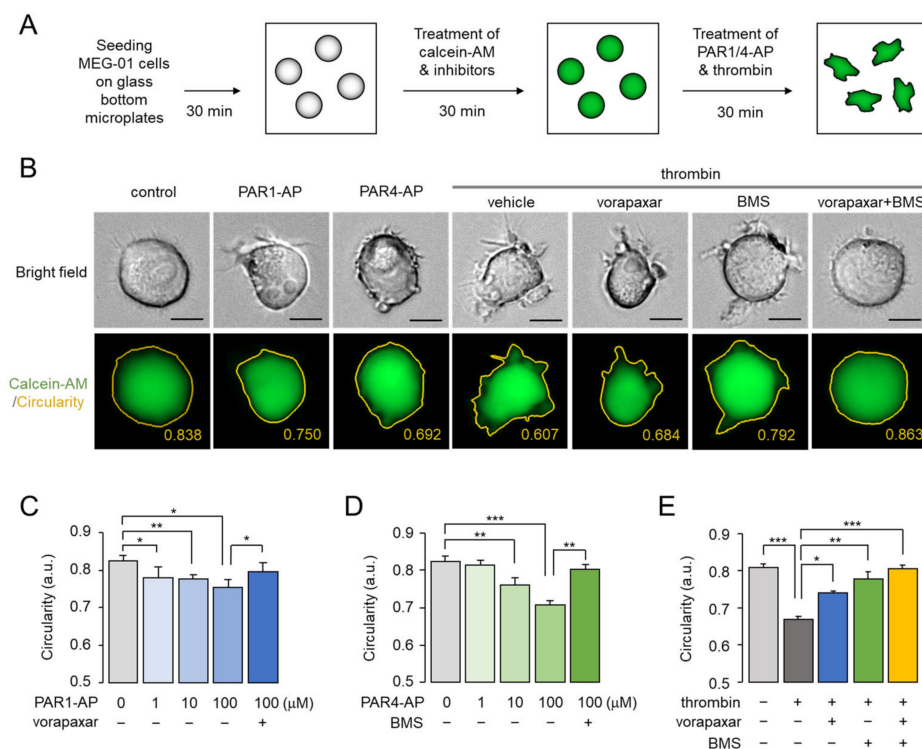 A
Seeding
MEG-01 cells
on glass
bottom
microplates
30 min
Treatment of
calcein-AM
& inhibitors
30 min
Treatment of
PAR1/4-AP
& thrombin
30 min
B
thrombin
control PAR1-AP PAR4-AP vehicle vorapaxar BMS vorapaxar+BMS
Bright field
Calcein-AM
/Circularity
0.838 0.750 0.692 0.607 0.684 0.792 0.863
C
Circularity (a.u.)
0.9
0.8
0.7
0.6
0.5
* ** * *
PAR1-AP 0 1 10 100 100 (μM)
vorapaxar − − − − +
D
Circularity (a.u.)
0.9
0.8
0.7
0.6
0.5
*** ** **
PAR4-AP 0 1 10 100 100 (μM)
BMS − − − − +
E
Circularity (a.u.)
0.9
0.8
0.7
0.6
0.5
*** * ** ***
thrombin − + + + +
vorapaxar − − + − +
BMS − − − + +